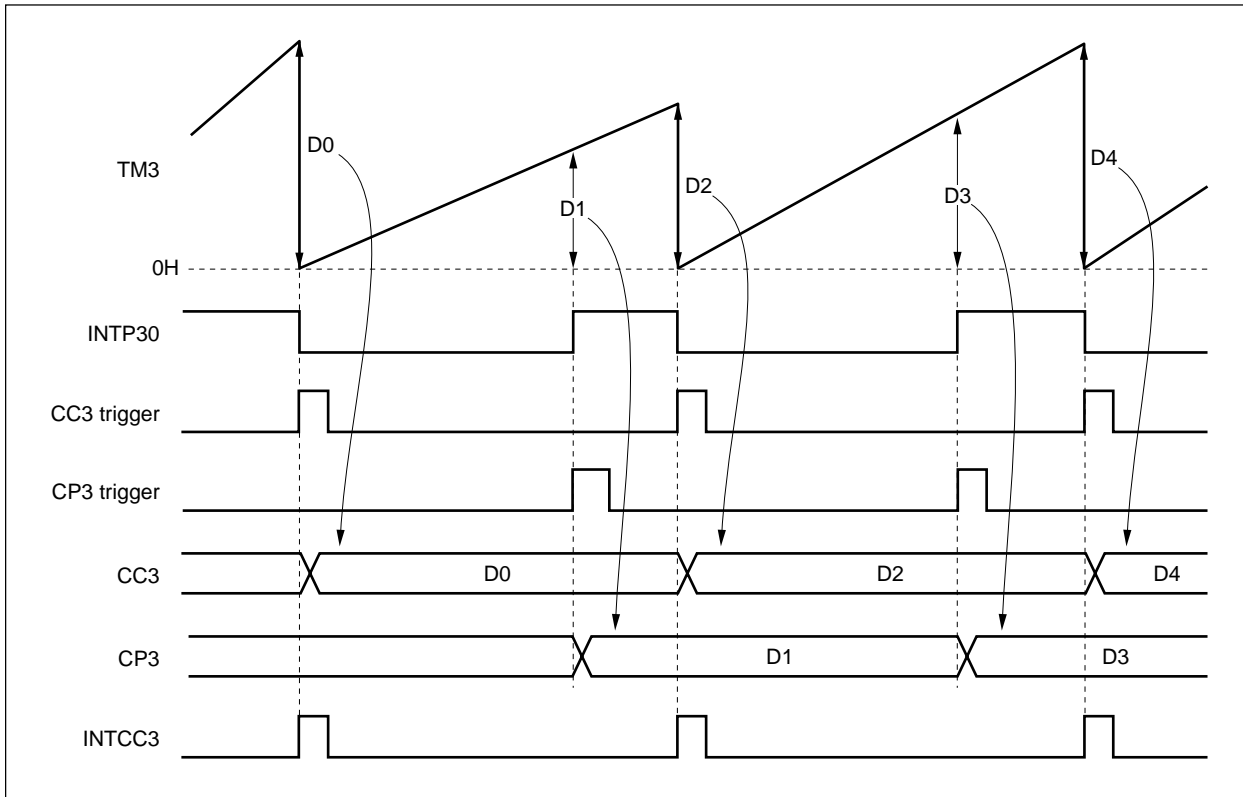 TM3
D0
D1
D2
D3
D4
0H
INTP30
CC3 trigger
CP3 trigger
CC3
D0
D2
D4
CP3
D1
D3
INTCC3